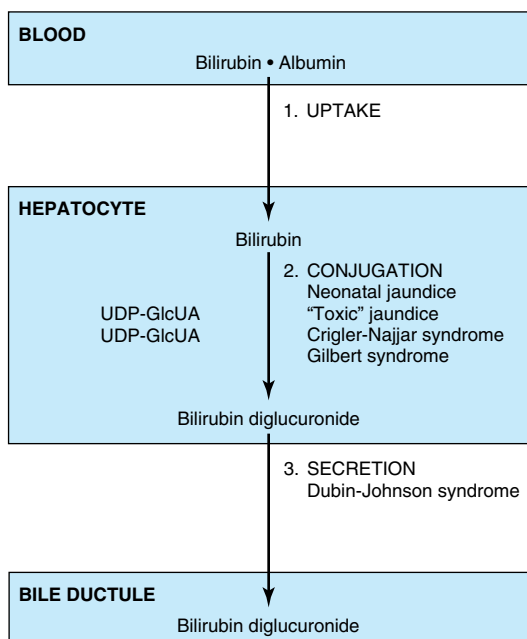 BLOOD
Bilirubin • Albumin
1. UPTAKE
HEPATOCYTE
Bilirubin
2. CONJUGATION
Neonatal jaundice
“Toxic” jaundice
Crigler-Najjar syndrome
Gilbert syndrome
UDP-GlcUA
UDP-GlcUA
Bilirubin diglucuronide
3. SECRETION
Dubin-Johnson syndrome
BILE DUCTULE
Bilirubin diglucuronide